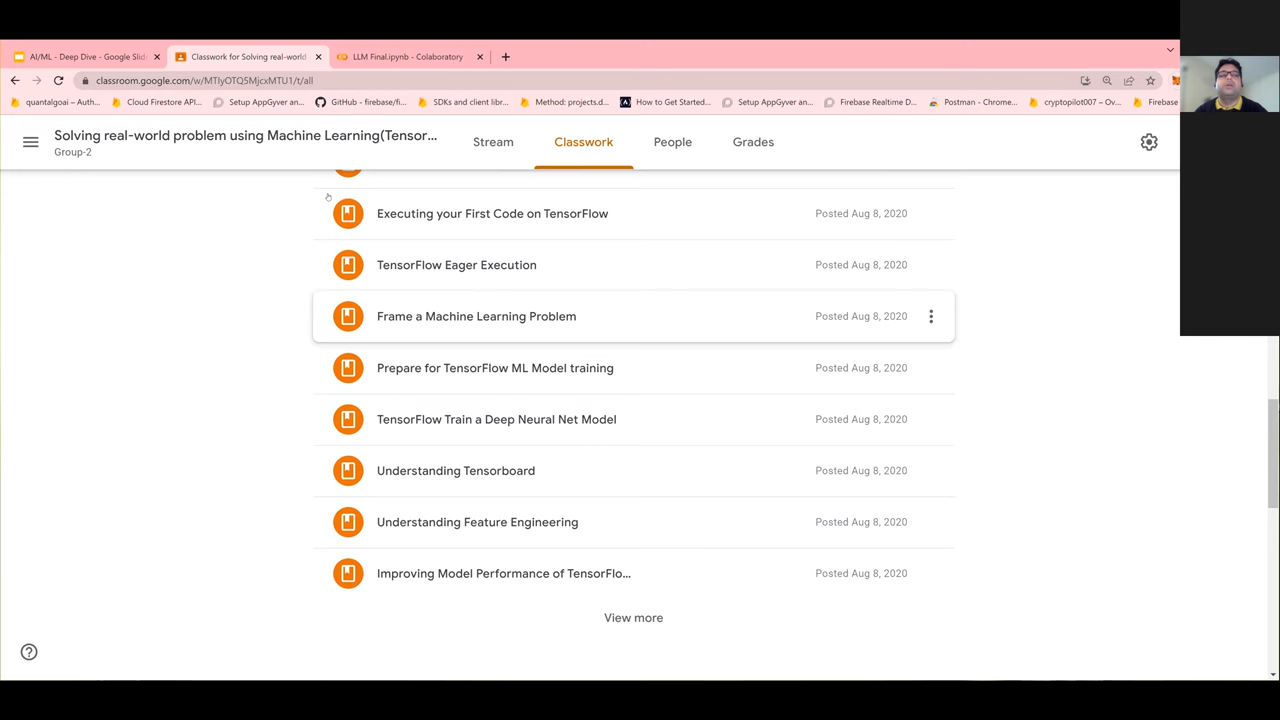 AI/ML - Deep Dive - Google Slid
Classwork for Solving real-world
LLM Final.ipynb - Colaboratory
classroom.google.com/w/MTIyOTQ5MjcxMTU1/t/all
quantalgoai – Auth...
Cloud Firestore API...
Setup AppGyver an...
GitHub - firebase/fi...
SDKs and client libr...
Method: projects.d...
How to Get Started...
Setup AppGyver an...
Firebase Realtime D...
Postman - Chrome...
cryptopilot007 – Ov...
Firebase
Solving real-world problem using Machine Learning(Tensor...
Group-2
Stream
Classwork
People
Grades
Executing your First Code on TensorFlow Posted Aug 8, 2020
TensorFlow Eager Execution Posted Aug 8, 2020
Frame a Machine Learning Problem Posted Aug 8, 2020
Prepare for TensorFlow ML Model training Posted Aug 8, 2020
TensorFlow Train a Deep Neural Net Model Posted Aug 8, 2020
Understanding Tensorboard Posted Aug 8, 2020
Understanding Feature Engineering Posted Aug 8, 2020
Improving Model Performance of TensorFlo... Posted Aug 8, 2020
View more